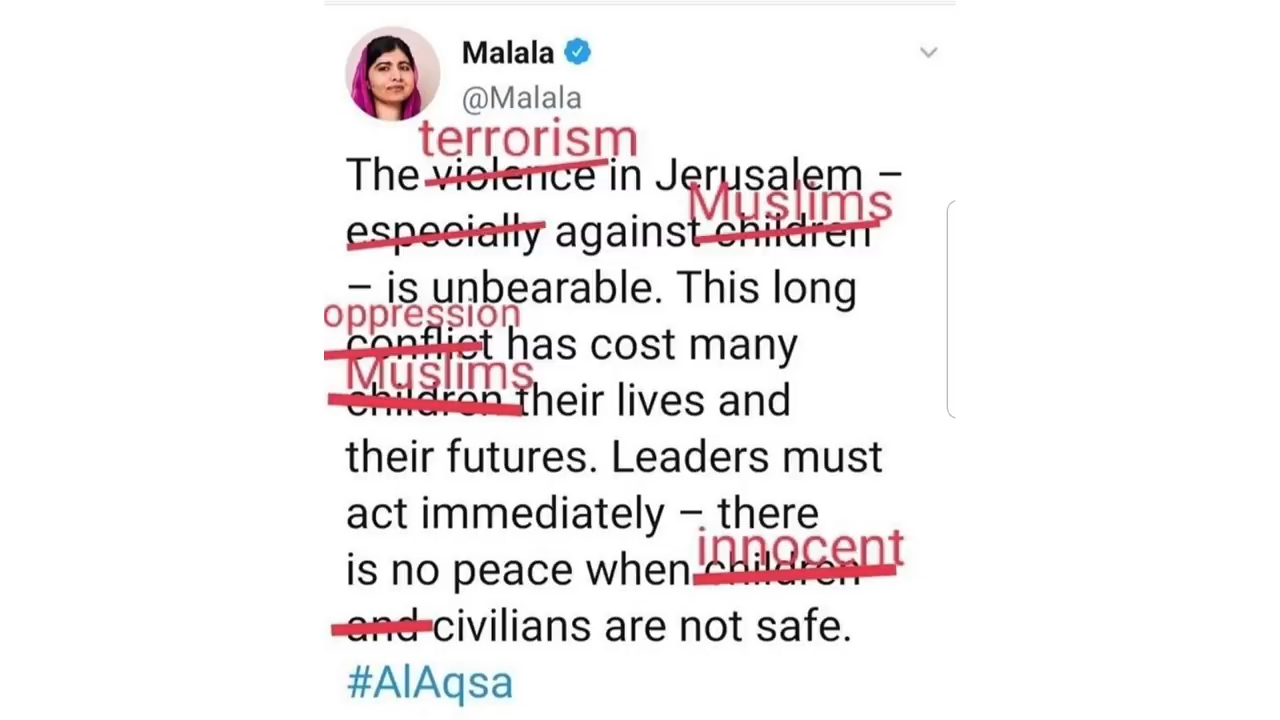 Malala
@Malala
terrorism
The violence in Jerusalem –
Muslims
especially against children
– is unbearable. This long
oppression
conflict has cost many
Muslims
children their lives and
their futures. Leaders must
act immediately – there
innocent
is no peace when children
and civilians are not safe.
#AlAqsa